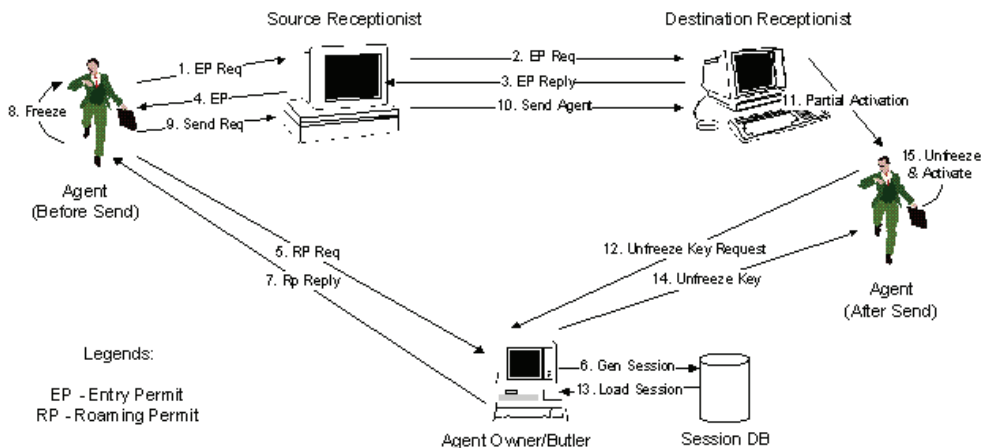 Source Receptionist
Destination Receptionist
1. EP Req
2. EP Req
3. EP Reply
4. EP
8. Freeze
9. Send Req
10. Send Agent
11. Partial Activation
15. Unfreeze
& Activate
Agent
(Before Send)
5. RP Req
7. Rp Reply
12. Unfreeze Key Request
14. Unfreeze Key
Agent
(After Send)
Legends:
EP - Entry Permit
RP - Roaming Permit
6. Gen Session
13. Load Session
Agent Owner/Butler
Session DB